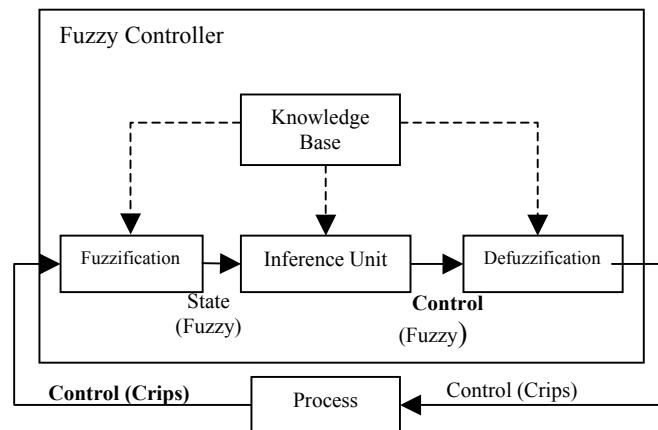 Fuzzy Controller
Knowledge
Base
Fuzzification
Inference Unit
Defuzzification
State
(Fuzzy)
Control
(Fuzzy)
Control (Crips)
Process
Control (Crips)